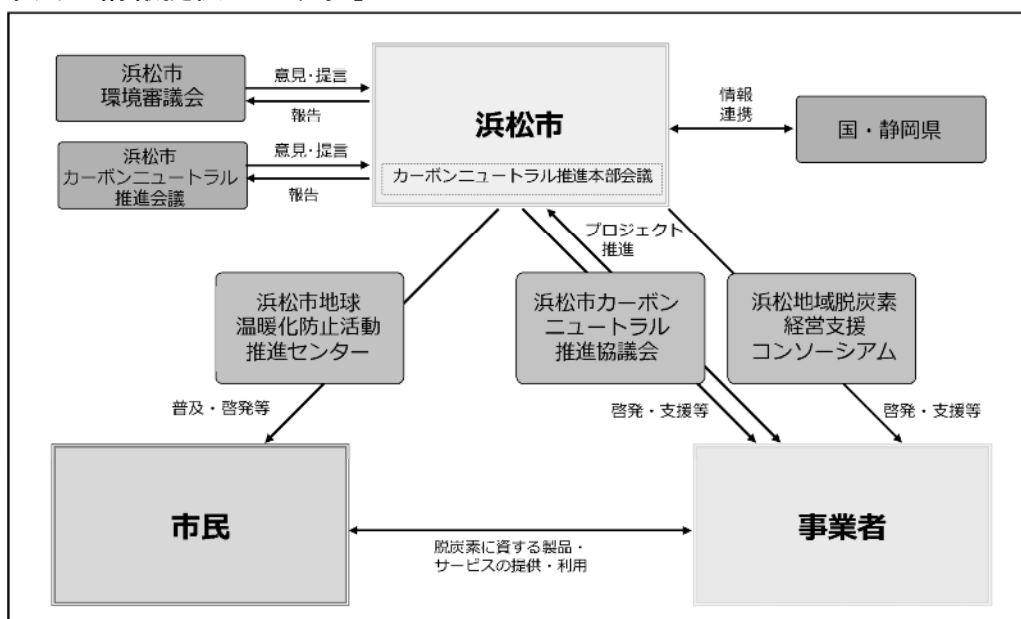 浜松市
環境審議会
意見・提言
報告
浜松市
カーボンニュートラル
推進会議
意見・提言
報告
浜松市
カーボンニュートラル推進本部会議
情報
連携
国・静岡県
プロジェクト
推進
浜松市地球
温暖化防止活動
推進センター
浜松市カーボン
ニュートラル
推進協議会
浜松地域脱炭素
経営支援
コンソーシアム
普及・啓発等
啓発・支援等
啓発・支援等
市民
脱炭素に資する製品・
サービスの提供・利用
事業者